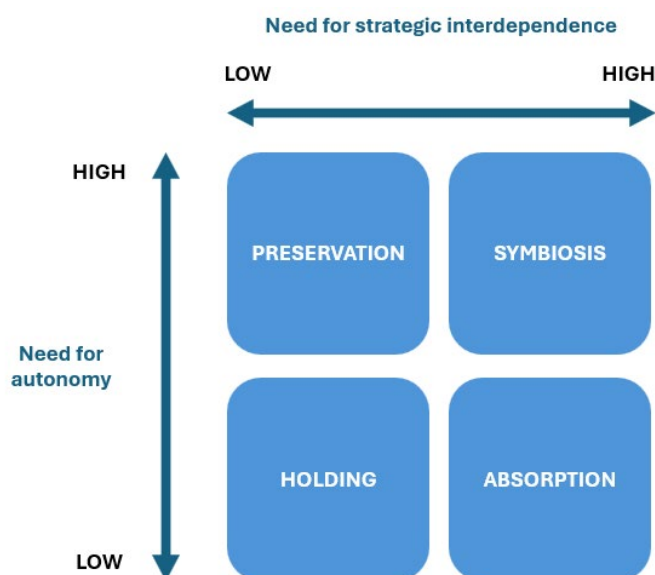 Need for strategic interdependence
LOW
HIGH
HIGH
PRESERVATION
SYMBIOSIS
Need for
autonomy
HOLDING
ABSORPTION
LOW